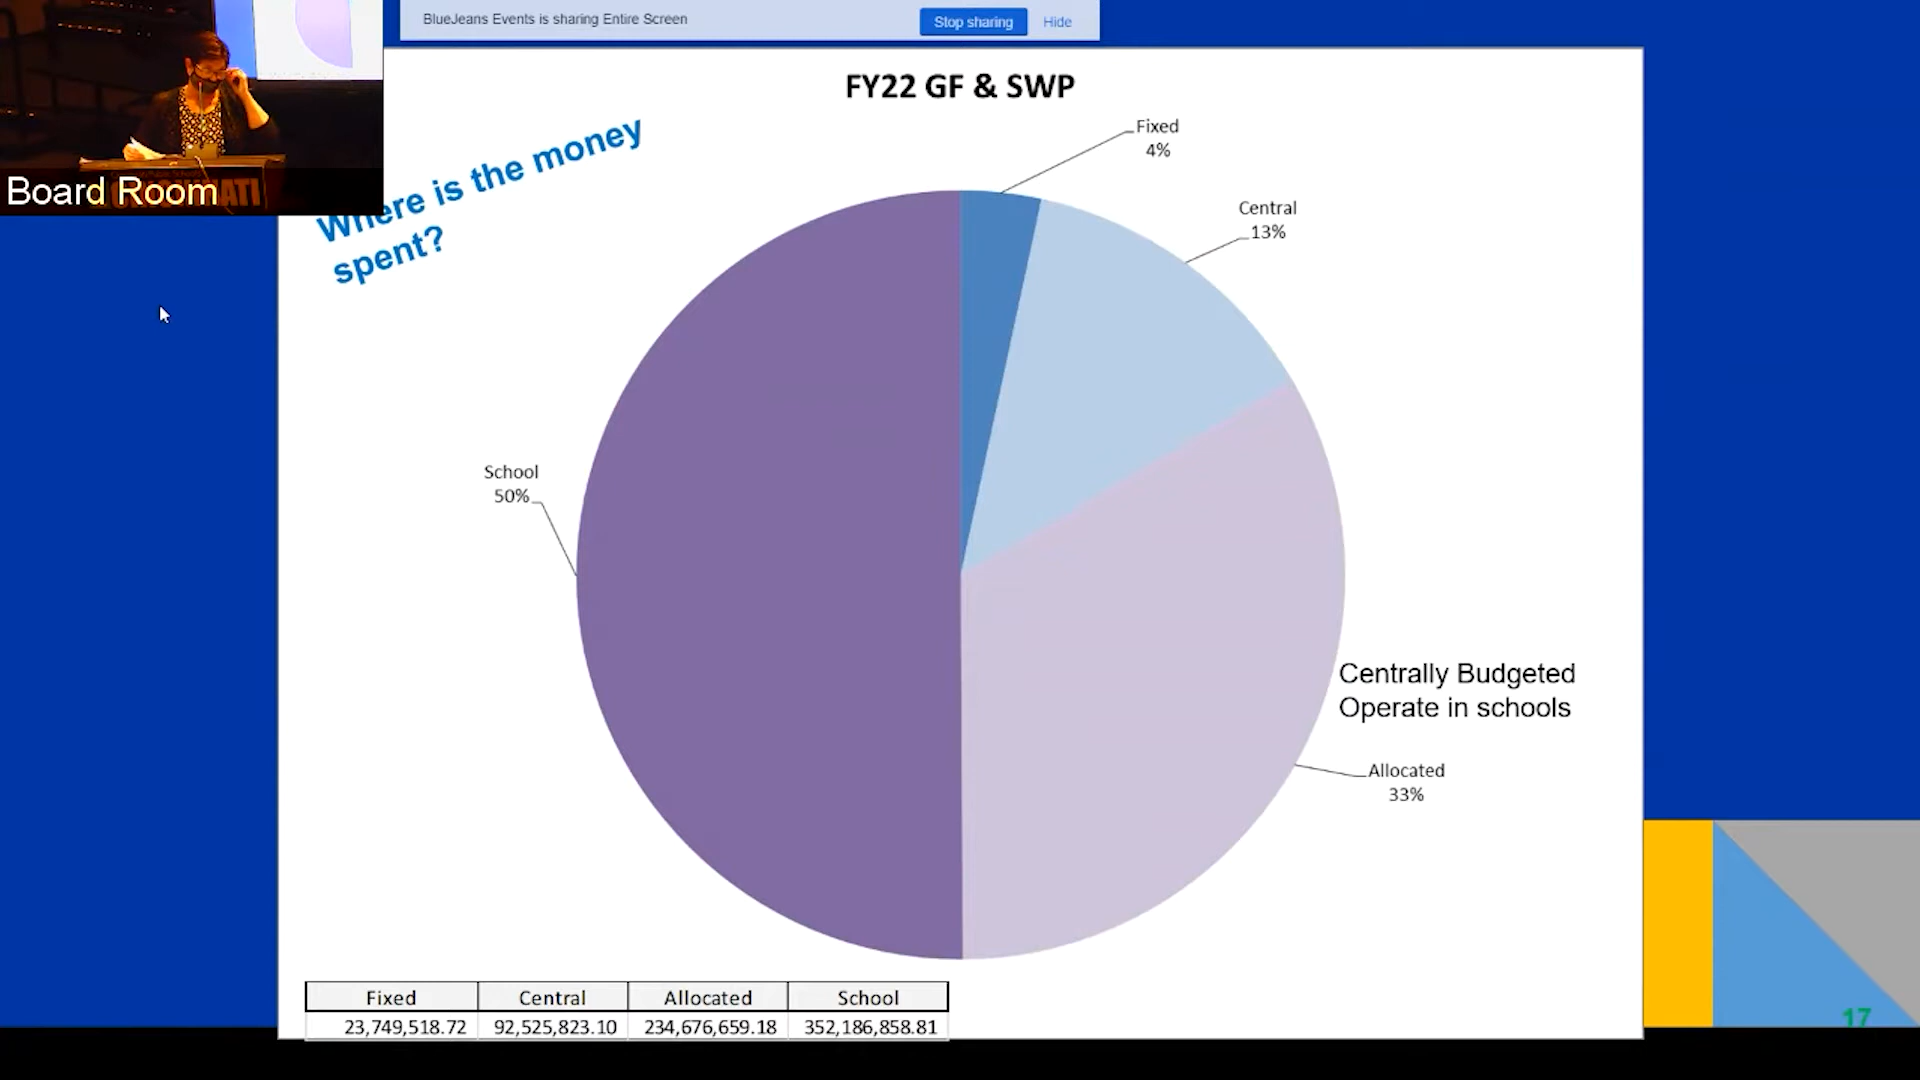 BlueJeans Events is sharing Entire Screen
Stop sharing
Hide
Board Room
FY22 GF & SWP
Where is the money
spent?
Fixed
4%
Central
13%
School
50%
Centrally Budgeted
Operate in schools
Allocated
33%
Fixed Central Allocated School
23,749,518.72 92,525,823.10 234,676,659.18 352,186,858.81
17